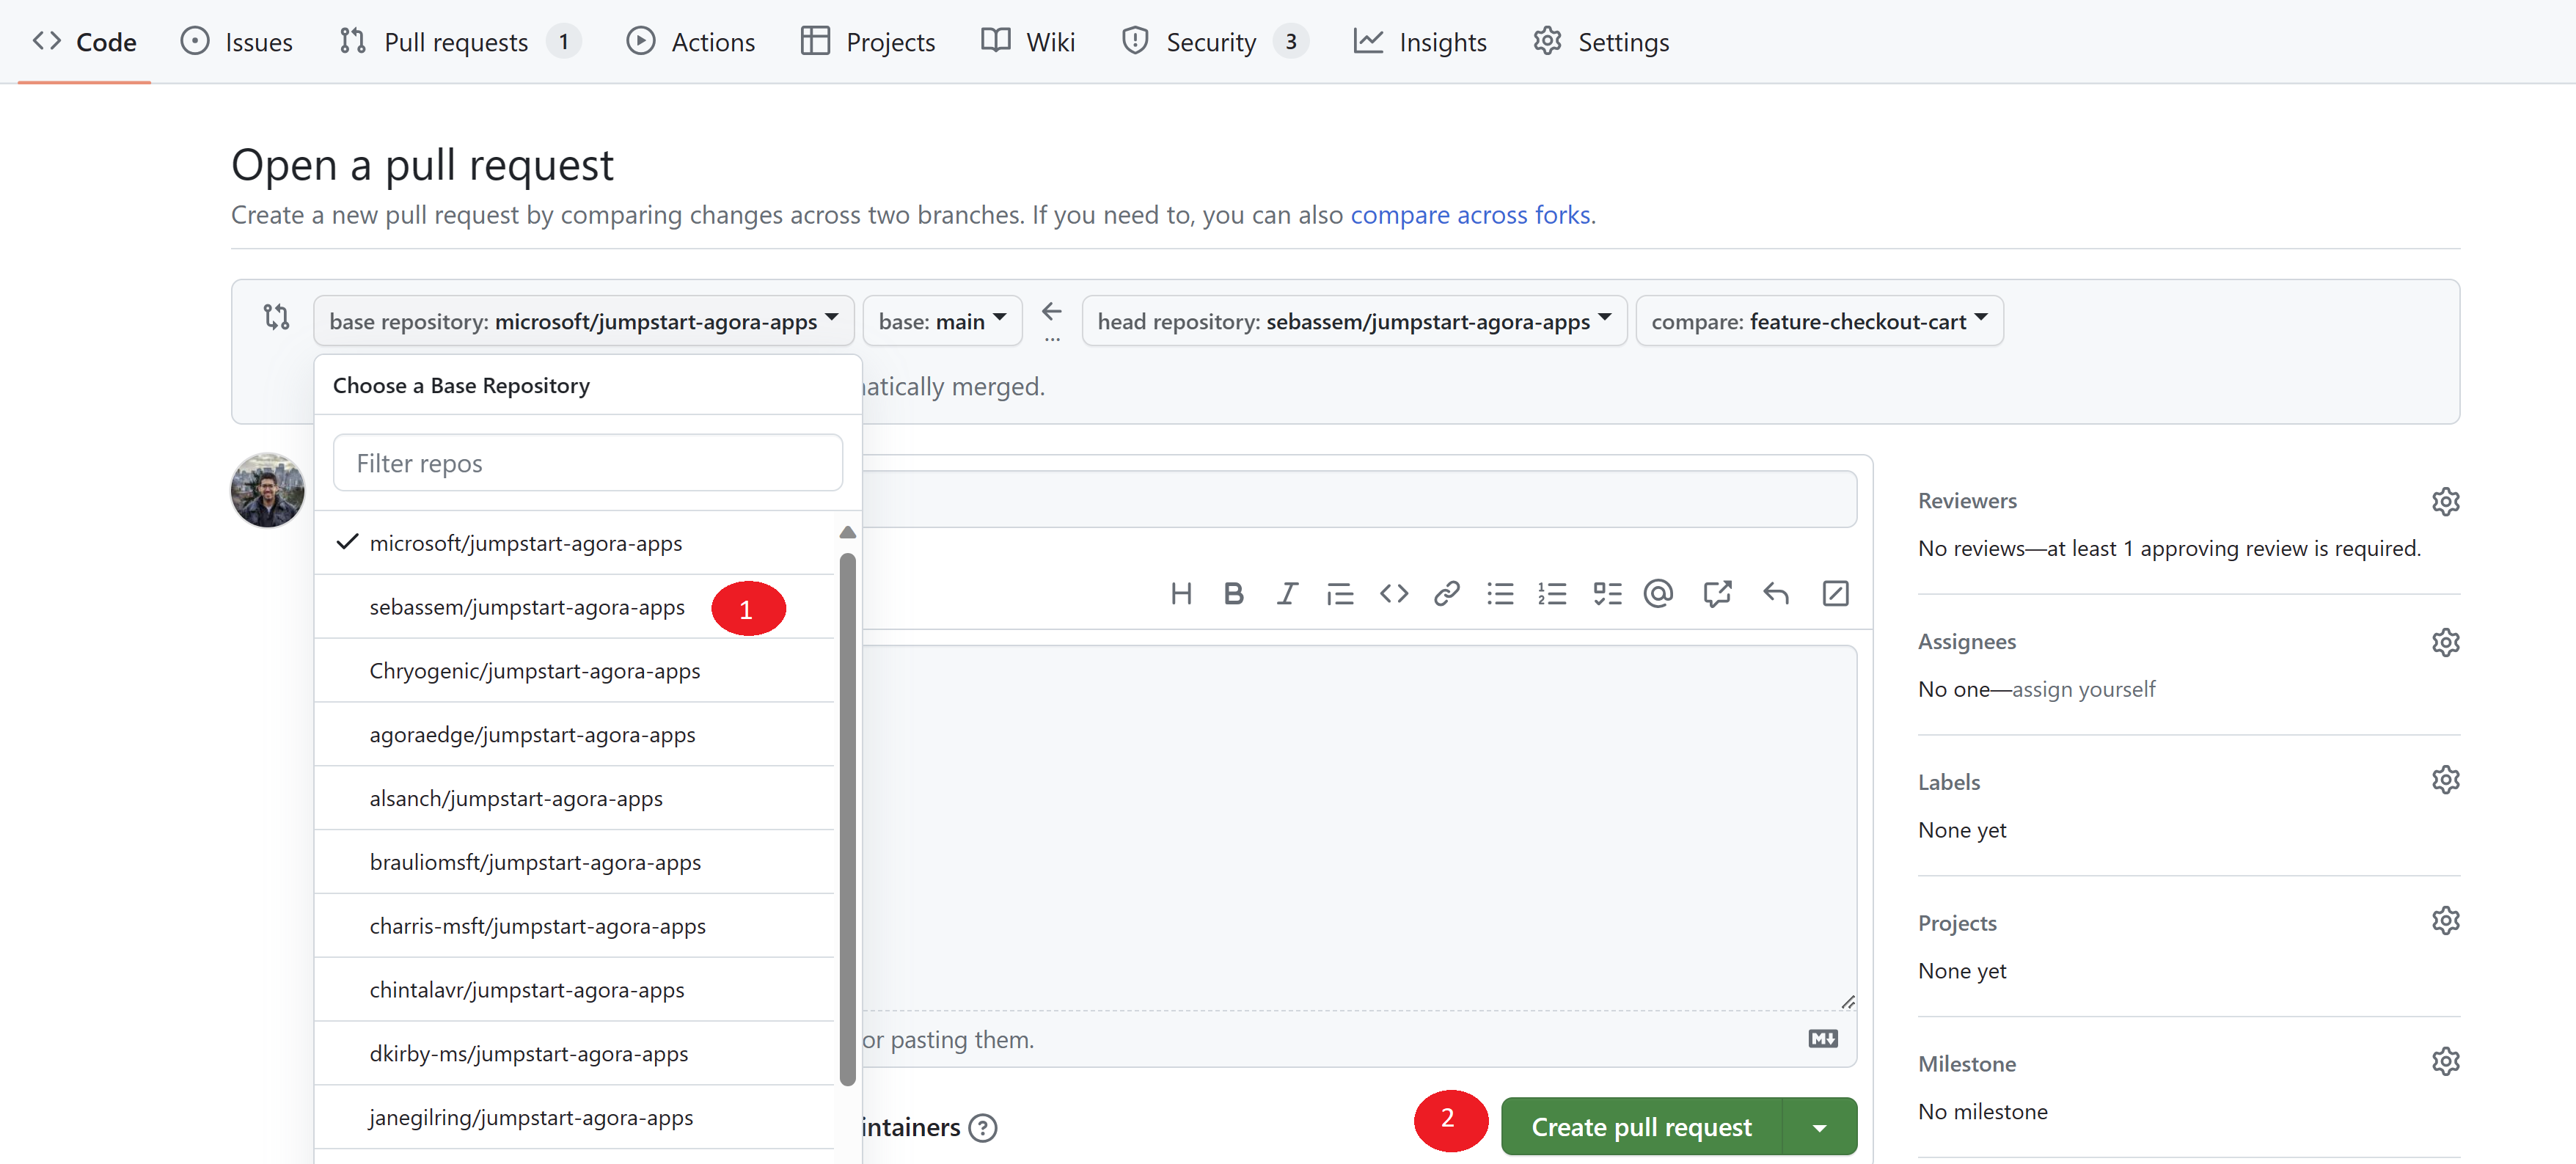 Code Issues Pull requests 1 Actions Projects Wiki Security 3 Insights Settings
Open a pull request
Create a new pull request by comparing changes across two branches. If you need to, you can also compare across forks.
base repository: microsoft/jumpstart-agora-apps base: main ... head repository: sebassem/jumpstart-agora-apps compare: feature-checkout-cart
Choose a Base Repository
atically merged.
Filter repos
microsoft/jumpstart-agora-apps
sebassem/jumpstart-agora-apps 1
Chryogenic/jumpstart-agora-apps
agoraedge/jumpstart-agora-apps
alsanch/jumpstart-agora-apps
brauliomsft/jumpstart-agora-apps
charris-msft/jumpstart-agora-apps
chintalavr/jumpstart-agora-apps
dkirby-ms/jumpstart-agora-apps
janegilring/jumpstart-agora-apps
or pasting them.
intainers
2 Create pull request
Reviewers
No reviews—at least 1 approving review is required.
Assignees
No one—assign yourself
Labels
None yet
Projects
None yet
Milestone
No milestone